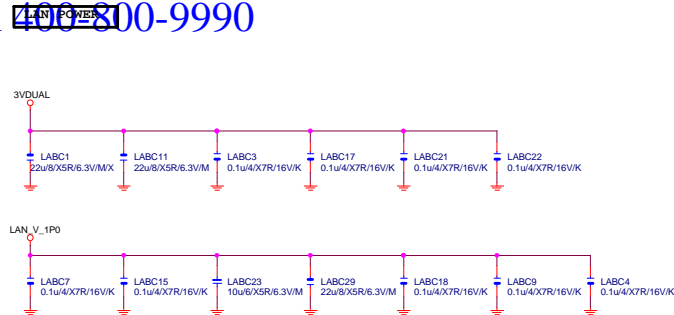 LAN POWER
400-800-9990
3VDUAL
LABC1 LABC11 LABC3 LABC17 LABC21 LABC22
22u/8/X5R/6.3V/M/X 22u/8/X5R/6.3V/M 0.1u/4/X7R/16V/K 0.1u/4/X7R/16V/K 0.1u/4/X7R/16V/K 0.1u/4/X7R/16V/K
LAN_V_1P0
LABC7 LABC15 LABC23 LABC29 LABC18 LABC9 LABC4
0.1u/4/X7R/16V/K 0.1u/4/X7R/16V/K 10u/6/X5R/6.3V/M 22u/8/X5R/6.3V/M 0.1u/4/X7R/16V/K 0.1u/4/X7R/16V/K 0.1u/4/X7R/16V/K